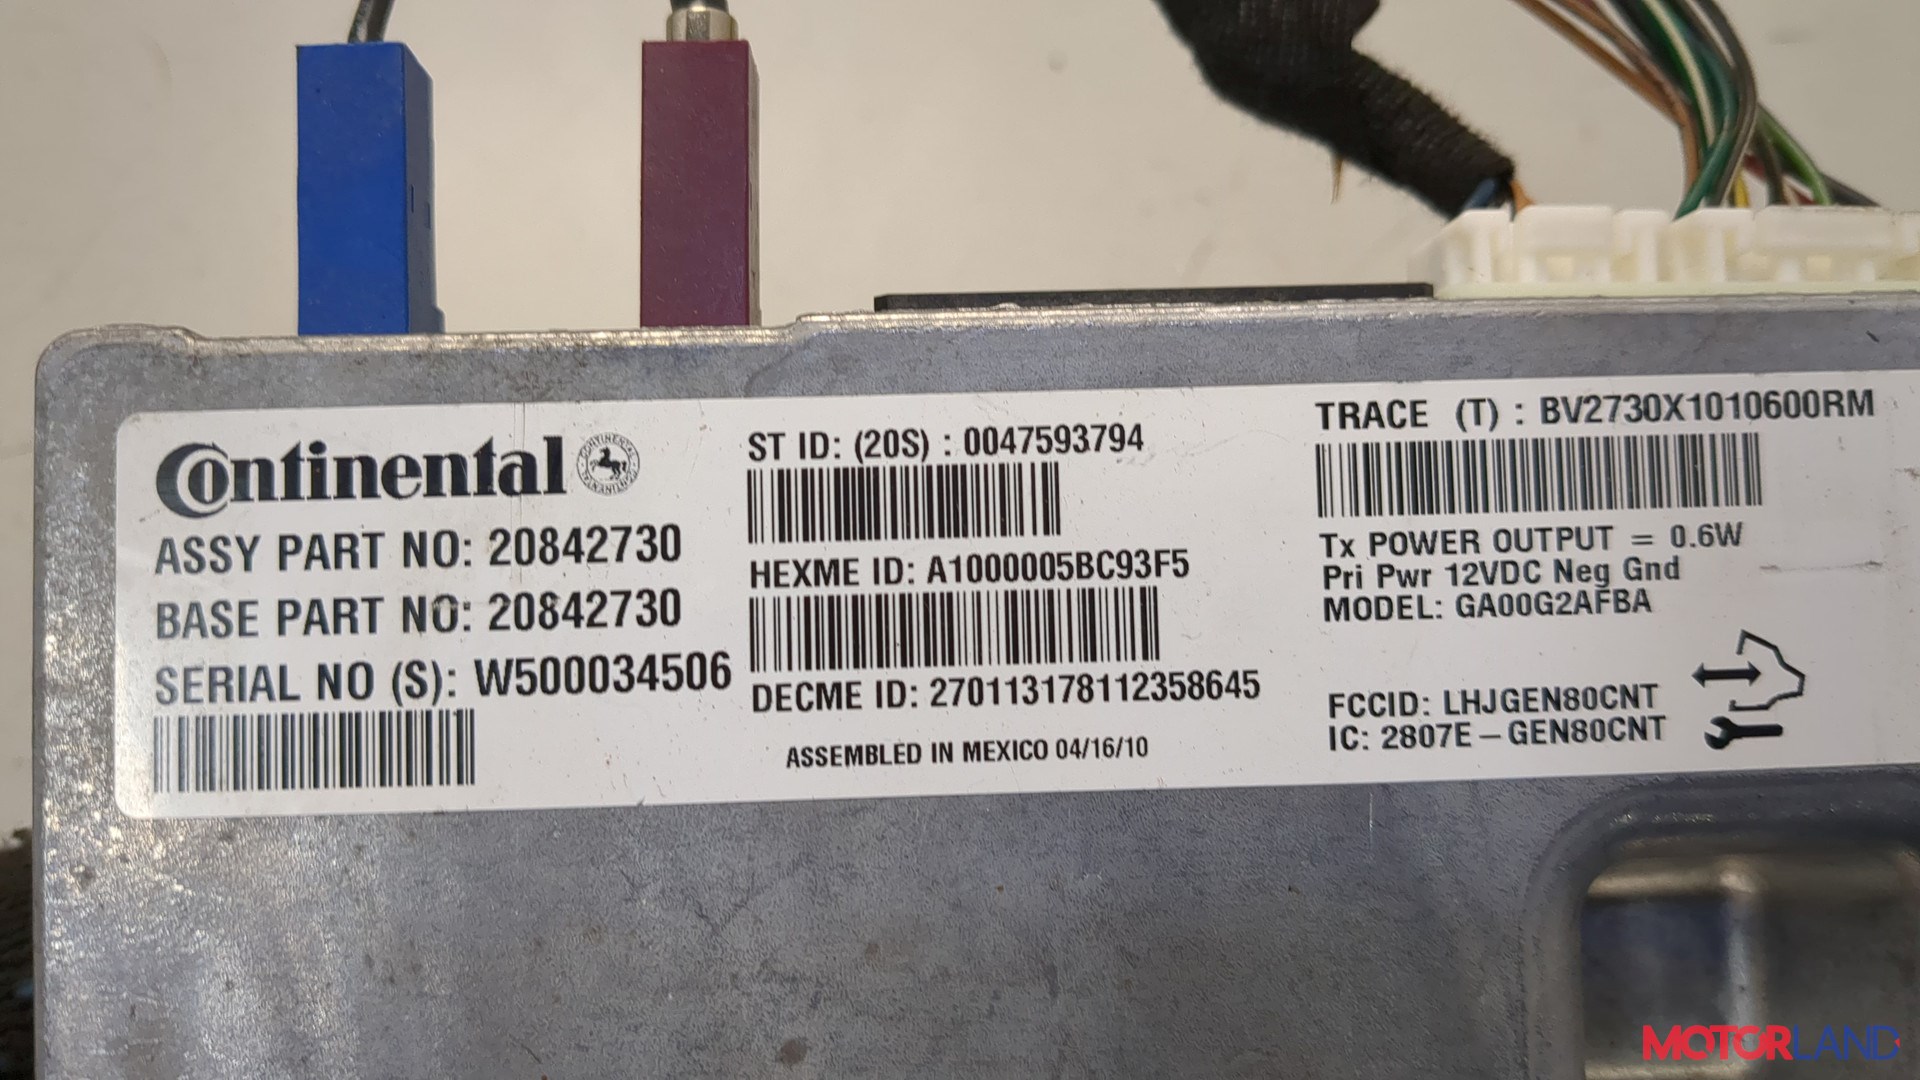 Continental
ASSY PART NO: 20842730
BASE PART NO: 20842730
SERIAL NO (S): W500034506
ST ID: (20S) : 0047593794
HEXME ID: A1000005BC93F5
DECME ID: 270113178112358645
ASSEMBLED IN MEXICO 04/16/10
TRACE (T) : BV2730X1010600RM
Tx POWER OUTPUT = 0.6W
Pri Pwr 12VDC Neg Gnd
MODEL: GA00G2AFBA
FCCID: LHJGEN80CNT
IC: 2807E-GEN80CNT
MOTORLAND